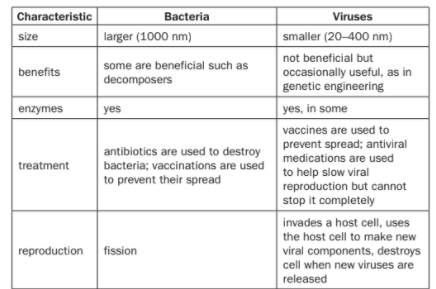 Characteristic Bacteria Viruses
size larger (1000 nm) smaller (20–400 nm)
benefits
some are beneficial such as
decomposers
not beneficial but
occasionally useful, as in
genetic engineering
enzymes yes yes, in some
treatment
antibiotics are used to destroy
bacteria; vaccinations are used
to prevent their spread
vaccines are used to
prevent spread; antiviral
medications are used
to help slow viral
reproduction but cannot
stop it completely
reproduction
fission
invades a host cell, uses
the host cell to make new
viral components, destroys
cell when new viruses are
released